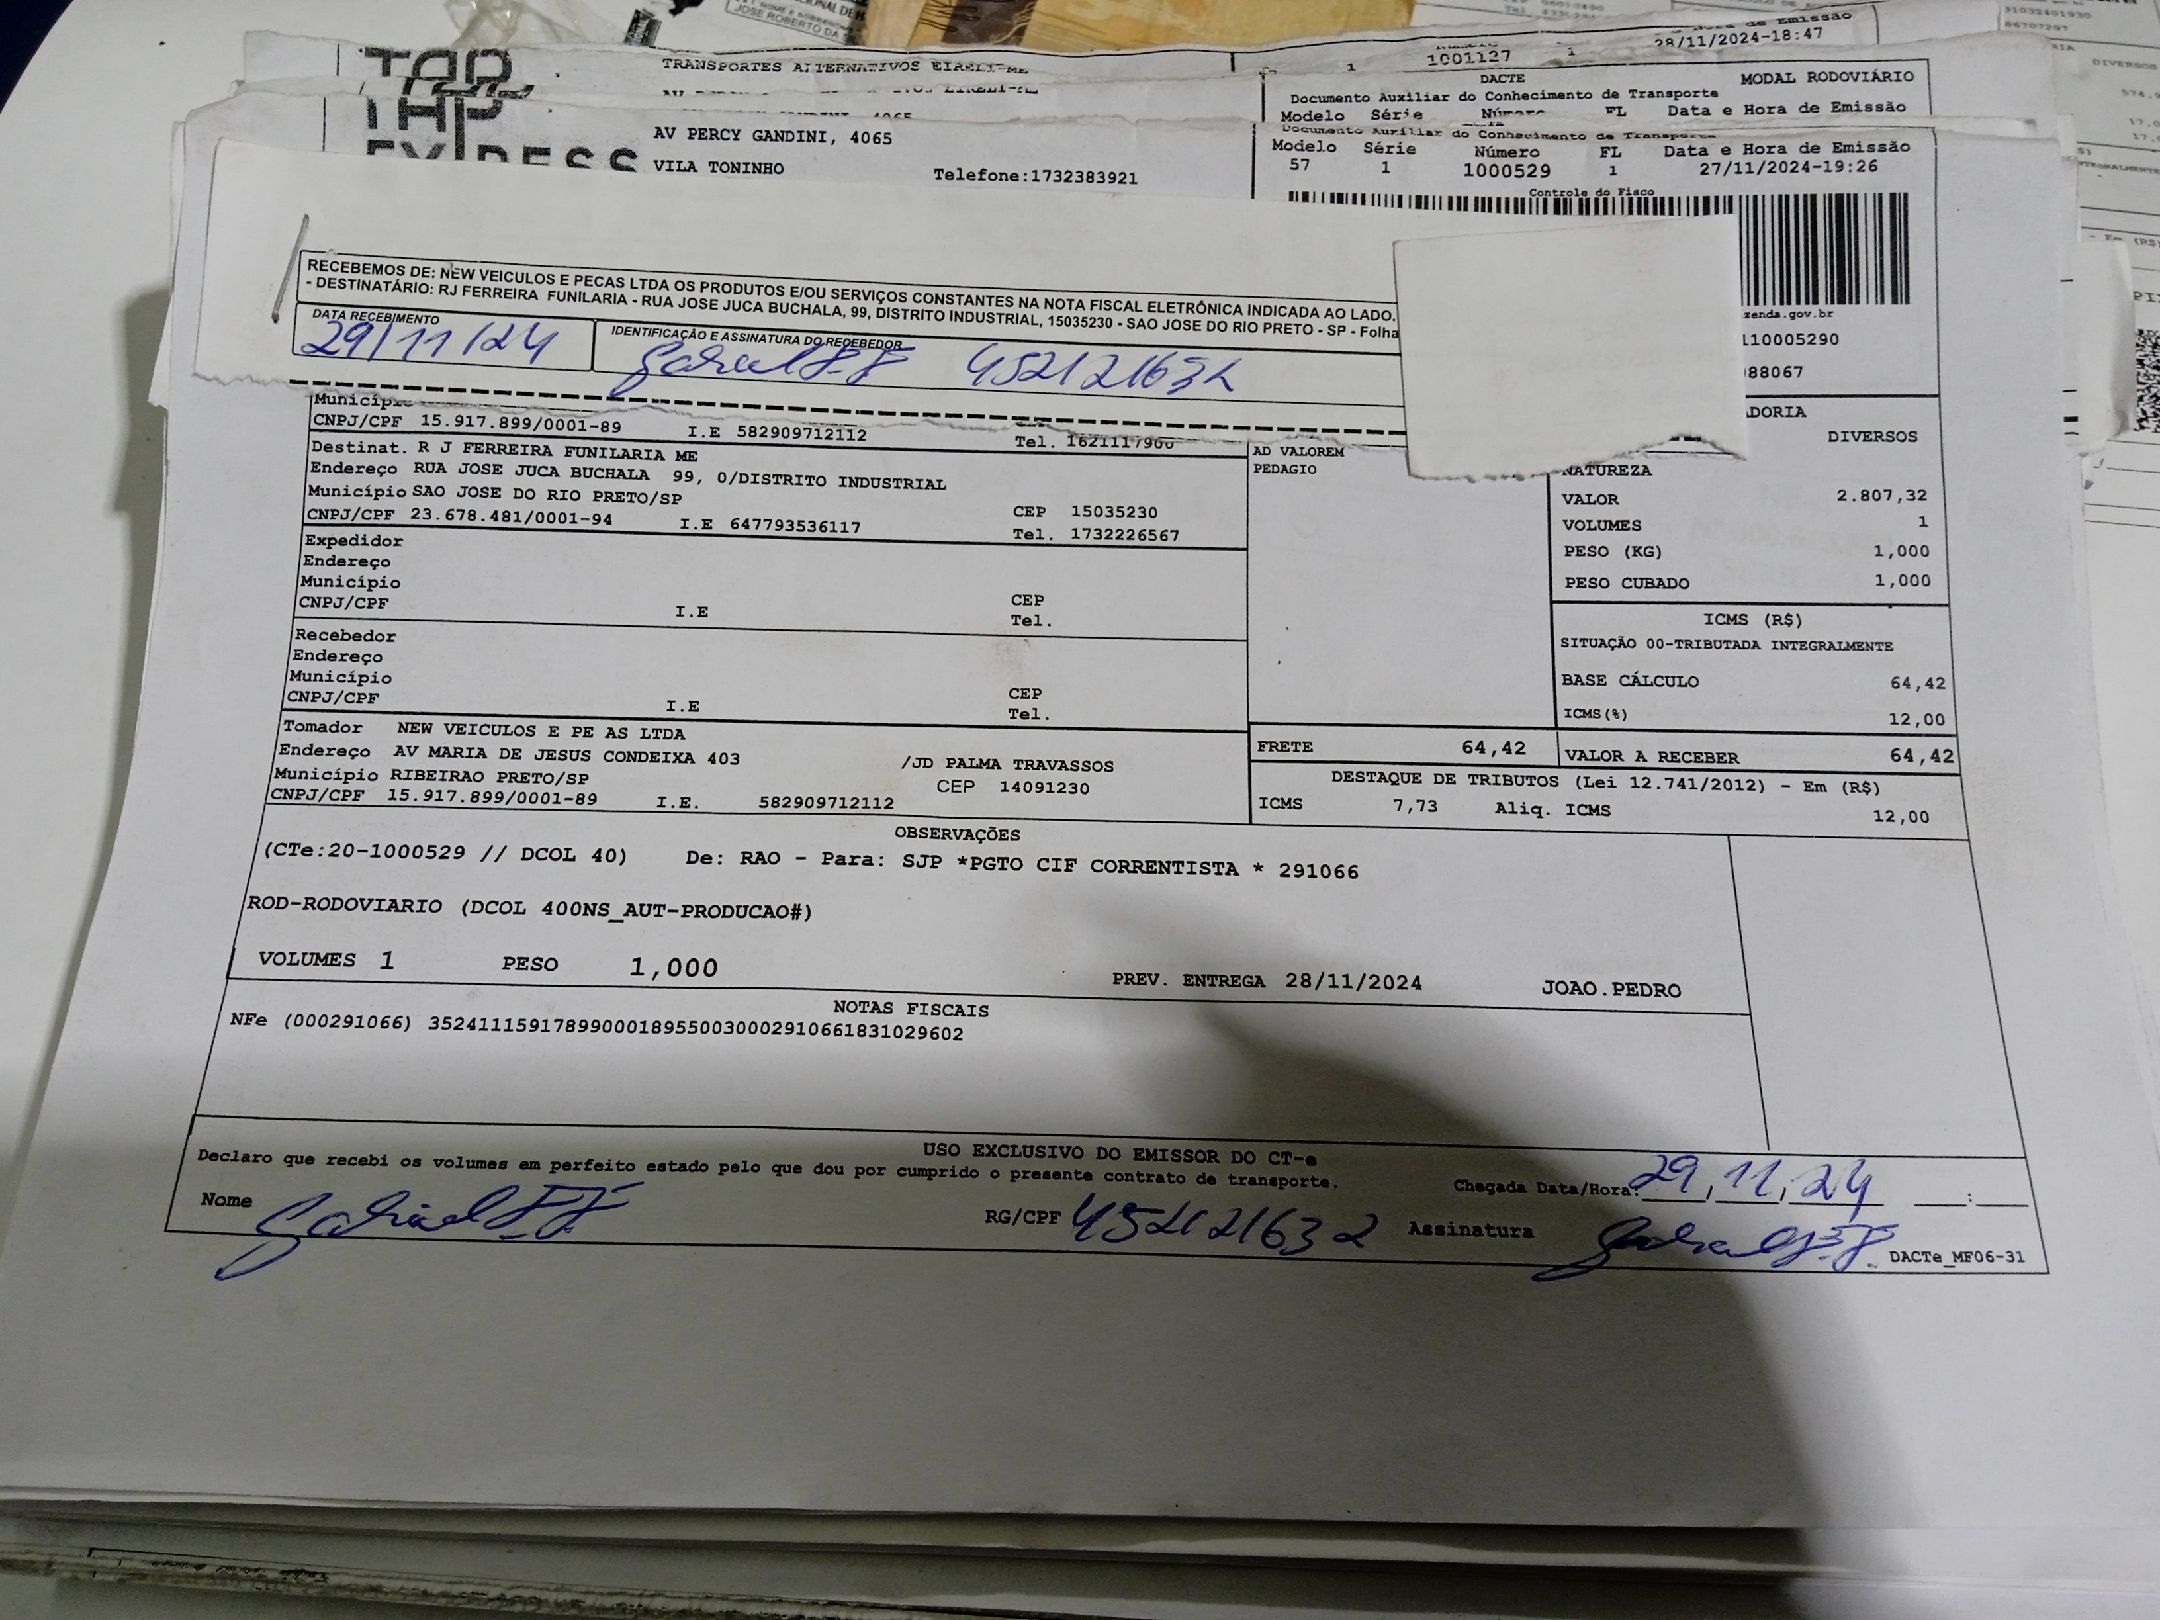 TRANSPORTES ALTERNATIVOS EIRELI-ME
1001127 1 28/11/2024-18:47
DACTE MODAL RODOVIÁRIO
Documento Auxiliar do Conhecimento de Transporte
Modelo Série Número FL Data e Hora de Emissão
AV PERCY GANDINI, 4065
VILA TONINHO Telefone:1732383921
Documento Auxiliar do Conhecimento de Transporte
Modelo Série Número FL Data e Hora de Emissão
57 1 1000529 1 27/11/2024-19:26
Controle do Fisco
RECEBEMOS DE: NEW VEICULOS E PECAS LTDA OS PRODUTOS E/OU SERVIÇOS CONSTANTES NA NOTA FISCAL ELETRÔNICA INDICADA AO LADO.
- DESTINATÁRIO: RJ FERREIRA FUNILARIA - RUA JOSE JUCA BUCHALA, 99, DISTRITO INDUSTRIAL, 15035230 - SAO JOSE DO RIO PRETO - SP - Folha
DATA RECEBIMENTO IDENTIFICAÇÃO E ASSINATURA DO RECEBEDOR
29/11/24
zenda.gov.br
110005290
88067
Município
CNPJ/CPF 15.917.899/0001-89 I.E 582909712112 Tel. 1621117900
Destinat. R J FERREIRA FUNILARIA ME
Endereço RUA JOSE JUCA BUCHALA 99, 0/DISTRITO INDUSTRIAL
Município SAO JOSE DO RIO PRETO/SP CEP 15035230
CNPJ/CPF 23.678.481/0001-94 I.E 647793536117 Tel. 1732226567
Expedidor
Endereço
Município CEP
CNPJ/CPF I.E Tel.
Recebedor
Endereço
Município CEP
CNPJ/CPF I.E Tel.
Tomador NEW VEICULOS E PE AS LTDA
Endereço AV MARIA DE JESUS CONDEIXA 403 /JD PALMA TRAVASSOS
Município RIBEIRAO PRETO/SP CEP 14091230
CNPJ/CPF 15.917.899/0001-89 I.E. 582909712112
AD VALOREM
PEDAGIO
ADORIA
DIVERSOS
NATUREZA
VALOR 2.807,32
VOLUMES 1
PESO (KG) 1,000
PESO CUBADO 1,000
ICMS (R$)
SITUAÇÃO 00-TRIBUTADA INTEGRALMENTE
BASE CÁLCULO 64,42
ICMS(%) 12,00
FRETE 64,42 VALOR A RECEBER 64,42
DESTAQUE DE TRIBUTOS (Lei 12.741/2012) - Em (R$)
ICMS 7,73 Aliq. ICMS 12,00
OBSERVAÇÕES
(CTe:20-1000529 // DCOL 40) De: RAO - Para: SJP *PGTO CIF CORRENTISTA * 291066
ROD-RODOVIARIO (DCOL 400NS_AUT-PRODUCAO#)
VOLUMES 1 PESO 1,000 PREV. ENTREGA 28/11/2024 JOAO.PEDRO
NOTAS FISCAIS
NFe (000291066) 35241115917899000189550030002910661831029602
USO EXCLUSIVO DO EMISSOR DO CT-e
Declaro que recebi os volumes em perfeito estado pelo que dou por cumprido o presente contrato de transporte. Chegada Data/Hora: 29, 11, 24 :
Nome RG/CPF 452121632 Assinatura
DACTe_MF06-31